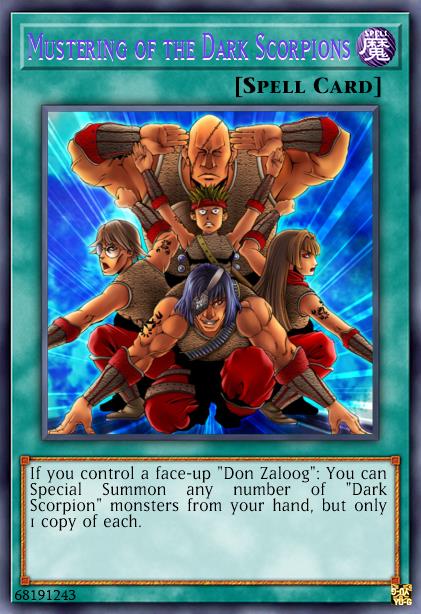 Mustering of the Dark Scorpions
SPELL
魔
[Spell Card]
If you control a face-up "Don Zaloog": You can
Special Summon any number of "Dark
Scorpion" monsters from your hand, but only
1 copy of each.
68191243